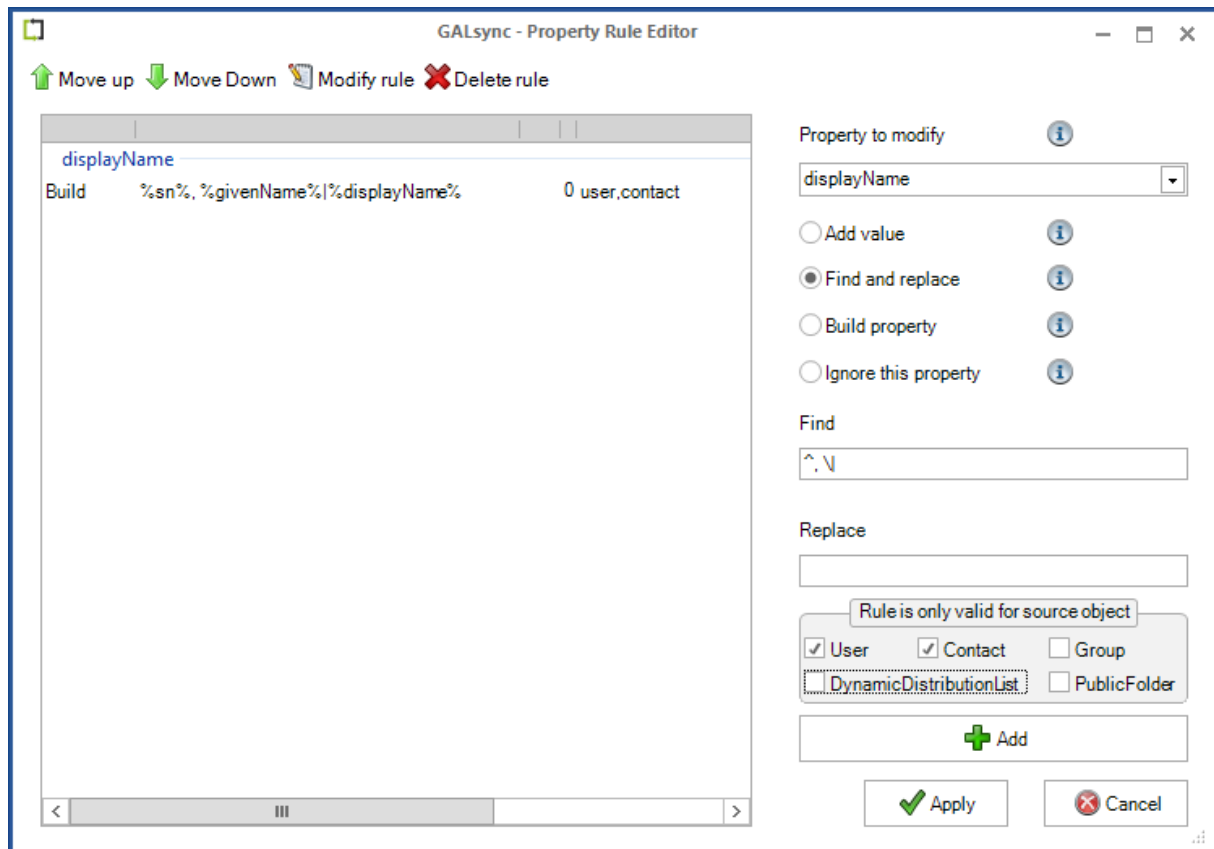 GALsync - Property Rule Editor
Move up Move Down Modify rule Delete rule
displayName
Build %sn%, %givenName%|%displayName% 0 user,contact
Property to modify
displayName
Add value
Find and replace
Build property
Ignore this property
Find
^, \|
Replace
Rule is only valid for source object
User Contact Group
DynamicDistributionList PublicFolder
Add
Apply Cancel